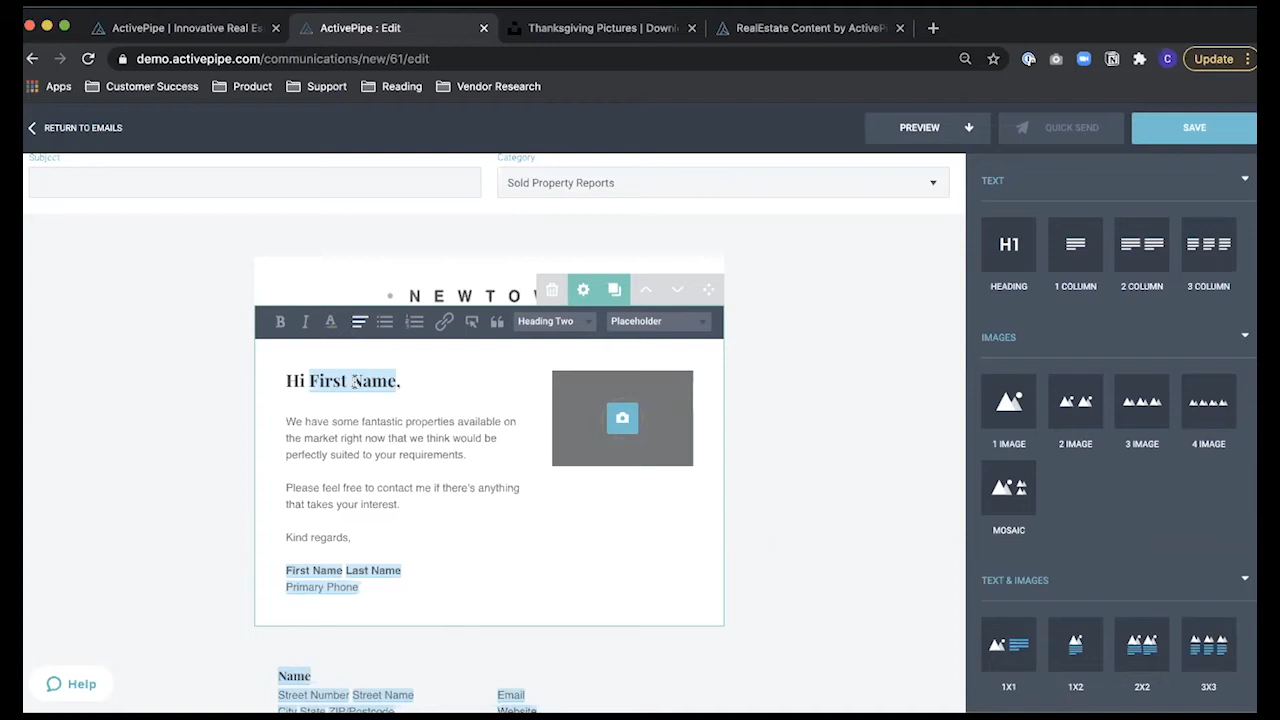 ActivePipe | Innovative Real Es
ActivePipe : Edit
Thanksgiving Pictures | Downl
RealEstate Content by ActiveP
demo.activepipe.com/communications/new/61/edit
Update
Apps
Customer Success
Product
Support
Reading
Vendor Research
RETURN TO EMAILS
PREVIEW
QUICK SEND
SAVE
Subject
Category
Sold Property Reports
NEWTO
Heading Two
Placeholder
Hi First Name,
We have some fantastic properties available on
the market right now that we think would be
perfectly suited to your requirements.
Please feel free to contact me if there's anything
that takes your interest.
Kind regards,
First Name Last Name
Primary Phone
Name
Street Number Street Name
City State ZIP/Postcode
Email
Website
Help
TEXT
H1
HEADING
1 COLUMN
2 COLUMN
3 COLUMN
IMAGES
1 IMAGE
2 IMAGE
3 IMAGE
4 IMAGE
MOSAIC
TEXT & IMAGES
1X1
1X2
2X2
3X3